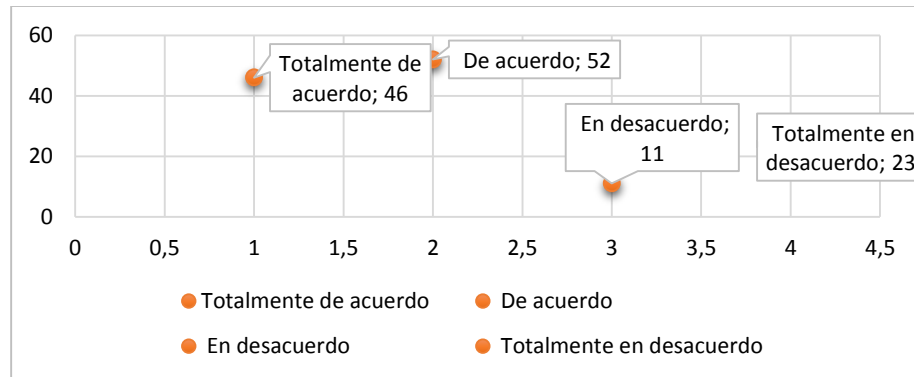 60
40
20
0
Totalmente de
acuerdo; 46
De acuerdo; 52
En desacuerdo;
11
Totalmente en
desacuerdo; 23
0 0,5 1 1,5 2 2,5 3 3,5 4 4,5
Totalmente de acuerdo De acuerdo
En desacuerdo Totalmente en desacuerdo